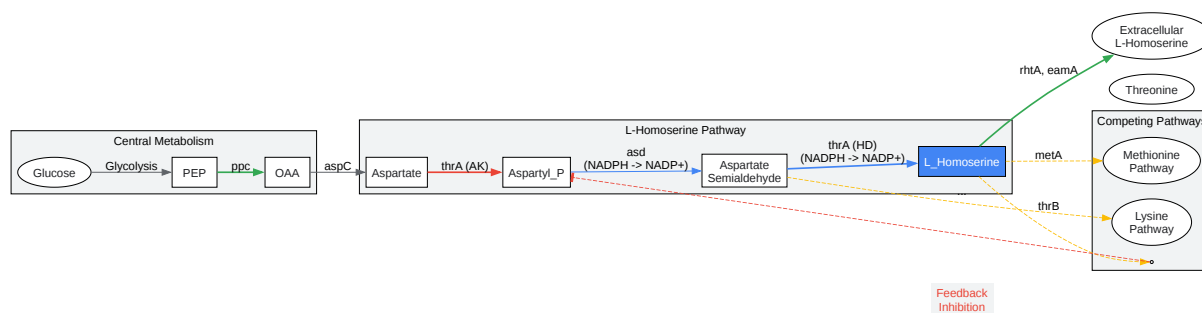 Extracellular
L-Homoserine
rhtA, eamA
Threonine
Central Metabolism
L-Homoserine Pathway
Competing Pathways
Glucose
Glycolysis
PEP
ppc
OAA
aspC
Aspartate
thrA (AK)
Aspartyl_P
asd
(NADPH -> NADP+)
Aspartate
Semialdehyde
thrA (HD)
(NADPH -> NADP+)
L_Homoserine
metA
Methionine
Pathway
...
thrB
Lysine
Pathway
Feedback
Inhibition